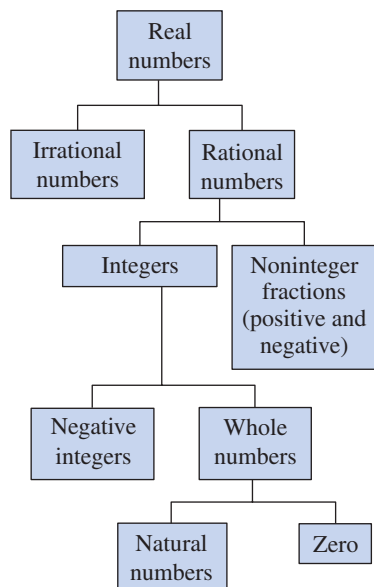 Real
numbers
Irrational
numbers
Rational
numbers
Integers
Noninteger
fractions
(positive and
negative)
Negative
integers
Whole
numbers
Natural
numbers
Zero